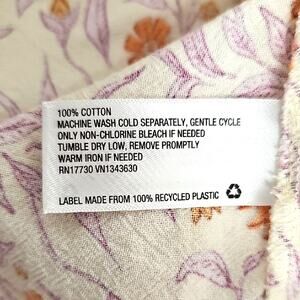 100% COTTON
MACHINE WASH COLD SEPARATELY, GENTLE CYCLE
ONLY NON-CHLORINE BLEACH IF NEEDED
TUMBLE DRY LOW, REMOVE PROMPTLY
WARM IRON IF NEEDED
RN17730 VN1343630
LABEL MADE FROM 100% RECYCLED PLASTIC